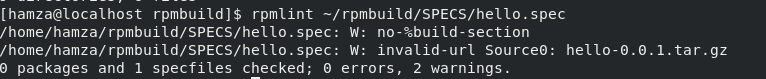 [hamza@localhost rpmbuild]$ rpmlint ~/rpmbuild/SPECS/hello.spec
/home/hamza/rpmbuild/SPECS/hello.spec: W: no-%build-section
/home/hamza/rpmbuild/SPECS/hello.spec: W: invalid-url Source0: hello-0.0.1.tar.gz
0 packages and 1 specfiles checked; 0 errors, 2 warnings.